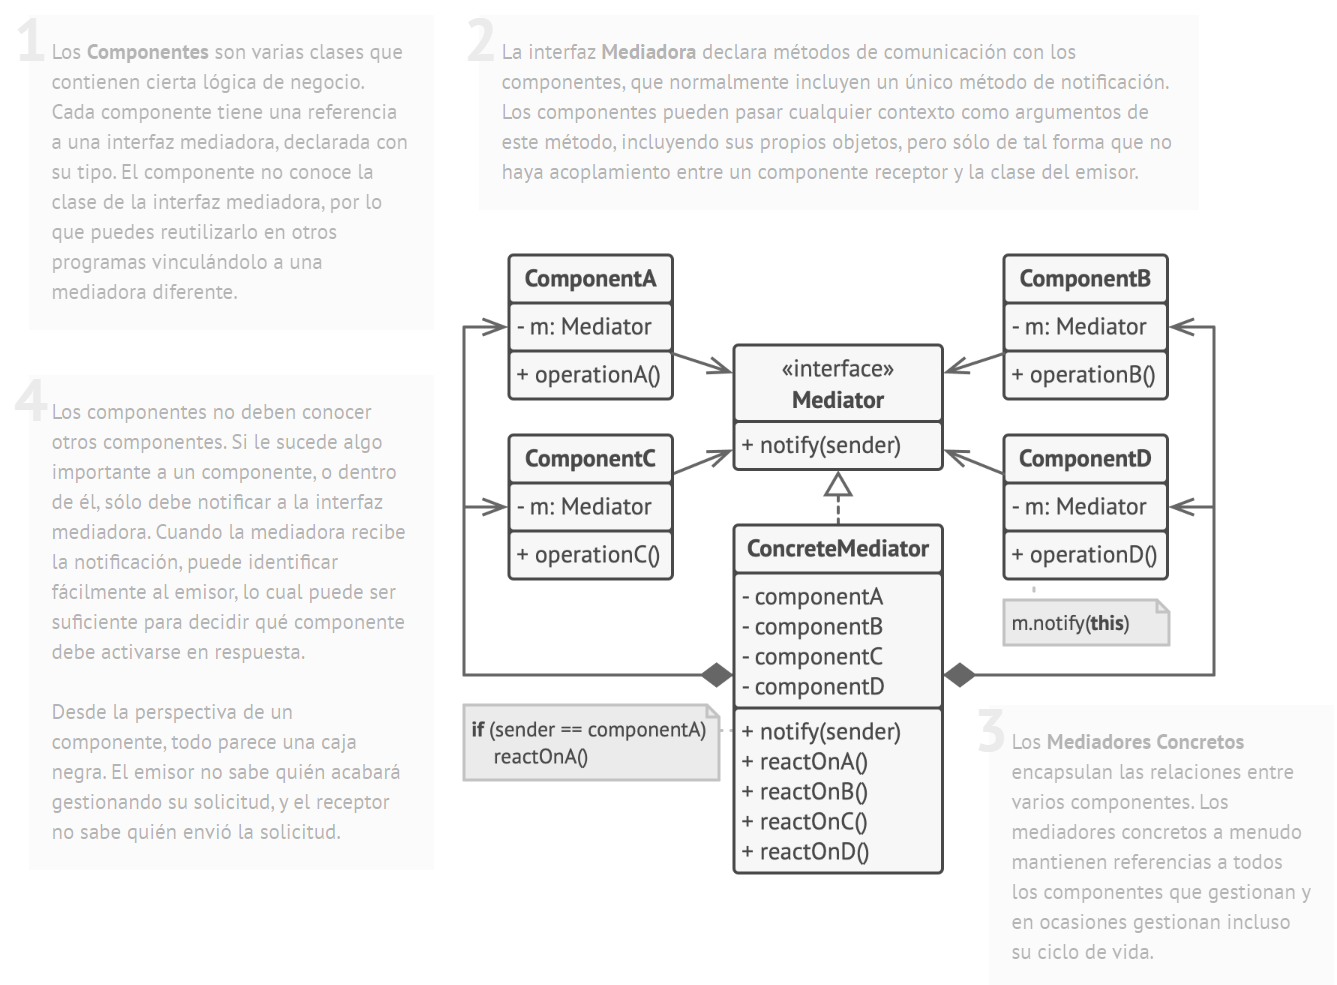 1
Los Componentes son varias clases que
contienen cierta lógica de negocio.
Cada componente tiene una referencia
a una interfaz mediadora, declarada con
su tipo. El componente no conoce la
clase de la interfaz mediadora, por lo
que puedes reutilizarlo en otros
programas vinculándolo a una
mediadora diferente.
2
La interfaz Mediadora declara métodos de comunicación con los
componentes, que normalmente incluyen un único método de notificación.
Los componentes pueden pasar cualquier contexto como argumentos de
este método, incluyendo sus propios objetos, pero sólo de tal forma que no
haya acoplamiento entre un componente receptor y la clase del emisor.
ComponentA
- m: Mediator
+ operationA()
ComponentB
- m: Mediator
+ operationB()
«interface»
Mediator
+ notify(sender)
ComponentC
- m: Mediator
+ operationC()
ComponentD
- m: Mediator
+ operationD()
m.notify(this)
ConcreteMediator
- componentA
- componentB
- componentC
- componentD
+ notify(sender)
+ reactOnA()
+ reactOnB()
+ reactOnC()
+ reactOnD()
if (sender == componentA)
reactOnA()
3
Los Mediadores Concretos
encapsulan las relaciones entre
varios componentes. Los
mediadores concretos a menudo
mantienen referencias a todos
los componentes que gestionan y
en ocasiones gestionan incluso
su ciclo de vida.
4
Los componentes no deben conocer
otros componentes. Si le sucede algo
importante a un componente, o dentro
de él, sólo debe notificar a la interfaz
mediadora. Cuando la mediadora recibe
la notificación, puede identificar
fácilmente al emisor, lo cual puede ser
suficiente para decidir qué componente
debe activarse en respuesta.
Desde la perspectiva de un
componente, todo parece una caja
negra. El emisor no sabe quién acabará
gestionando su solicitud, y el receptor
no sabe quién envió la solicitud.